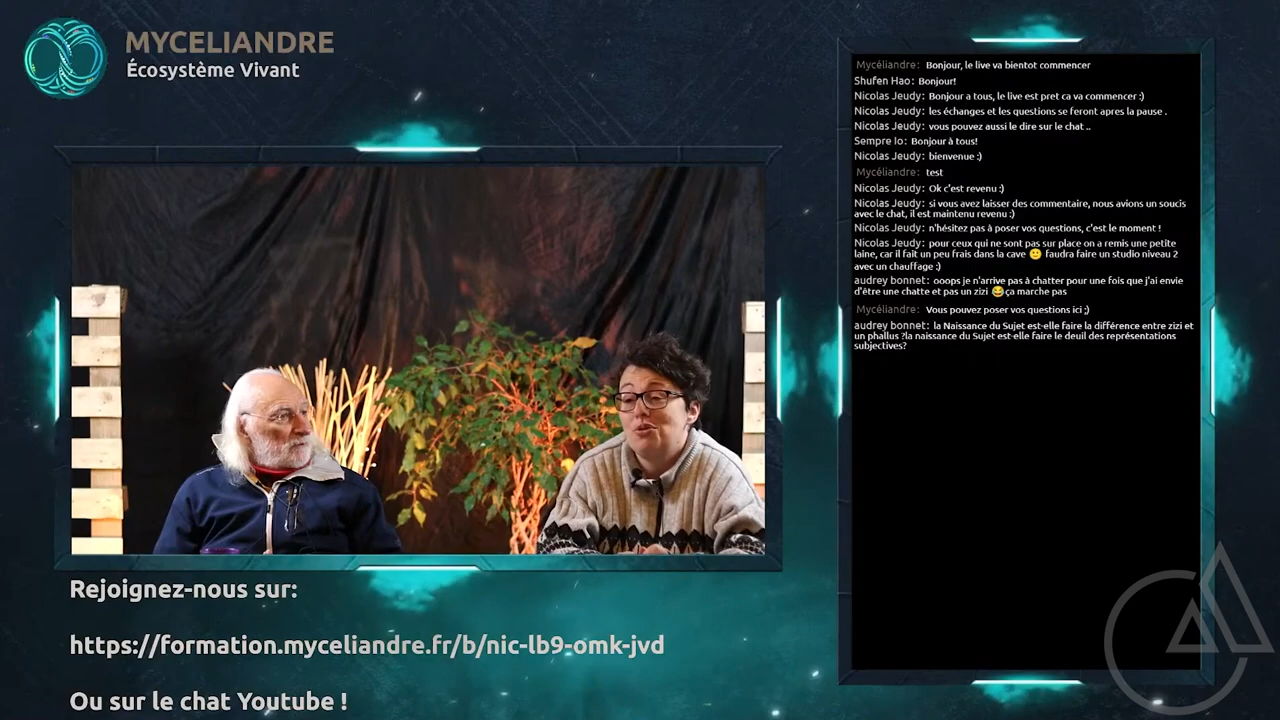 MYCELIANDRE
Écosystème Vivant
Mycéliandre: Bonjour, le live va bientot commencer
Shufen Hao: Bonjour!
Nicolas Jeudy: Bonjour a tous, le live est pret ca va commencer :)
Nicolas Jeudy: les échanges et les questions se feront apres la pause .
Nicolas Jeudy: vous pouvez aussi le dire sur le chat ..
Sempre Io: Bonjour à tous!
Nicolas Jeudy: bienvenue :)
Mycéliandre: test
Nicolas Jeudy: Ok c'est revenu :)
Nicolas Jeudy: si vous avez laisser des commentaire, nous avions un soucis
avec le chat, il est maintenu revenu :)
Nicolas Jeudy: n'hésitez pas à poser vos questions, c'est le moment !
Nicolas Jeudy: pour ceux qui ne sont pas sur place on a remis une petite
laine, car il fait un peu frais dans la cave 🙂 faudra faire un studio niveau 2
avec un chauffage :)
audrey bonnet: ooops je n'arrive pas à chatter pour une fois que j'ai envie
d'être une chatte et pas un zizi 😂ça marche pas
Mycéliandre: Vous pouvez poser vos questions ici ;)
audrey bonnet: la Naissance du Sujet est-elle faire la différence entre zizi et
un phallus ?la naissance du Sujet est-elle faire le deuil des représentations
subjectives?
Rejoignez-nous sur:
https://formation.myceliandre.fr/b/nic-lb9-omk-jvd
Ou sur le chat Youtube !